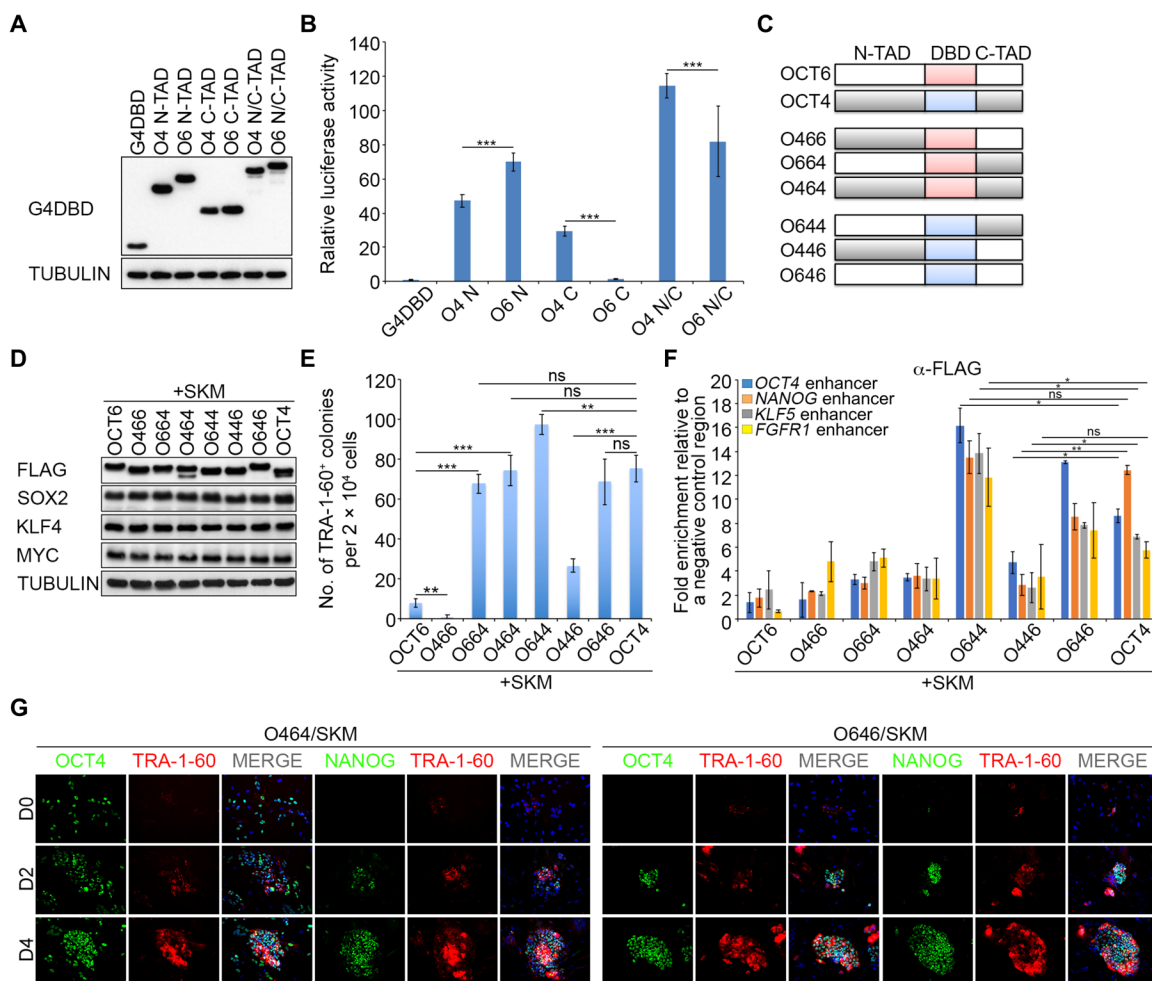 A
G4DBD
O4 N-TAD
O6 N-TAD
O4 C-TAD
O6 C-TAD
O4 N/C-TAD
O6 N/C-TAD
G4DBD
TUBULIN
B
Ralative luciferase activity
140
120
100
80
60
40
20
0
***
***
***
G4DBD
O4 N
O6 N
O4 C
O6 C
O4 N/C
O6 N/C
C
N-TAD DBD C-TAD
OCT6
OCT4
O466
O664
O464
O644
O446
O646
D
+SKM
OCT6
O466
O664
O464
O644
O446
O646
OCT4
FLAG
SOX2
KLF4
MYC
TUBULIN
E
No. of TRA-1-60⁺ colonies
per 2 × 10⁴ cells
120
100
80
60
40
20
0
ns
ns
**
***
***
ns
***
**
OCT6
O466
O664
O464
O644
O446
O646
OCT4
+SKM
F
α-FLAG
Fold enrichment relative to
a negative control region
20
18
16
14
12
10
8
6
4
2
0
OCT4 enhancer
NANOG enhancer
KLF5 enhancer
FGFR1 enhancer
*
*
ns
*
ns
*
**
*
OCT6
O466
O664
O464
O644
O446
O646
OCT4
+SKM
G
O464/SKM
O646/SKM
OCT4 TRA-1-60 MERGE NANOG TRA-1-60 MERGE
OCT4 TRA-1-60 MERGE NANOG TRA-1-60 MERGE
D0
D2
D4